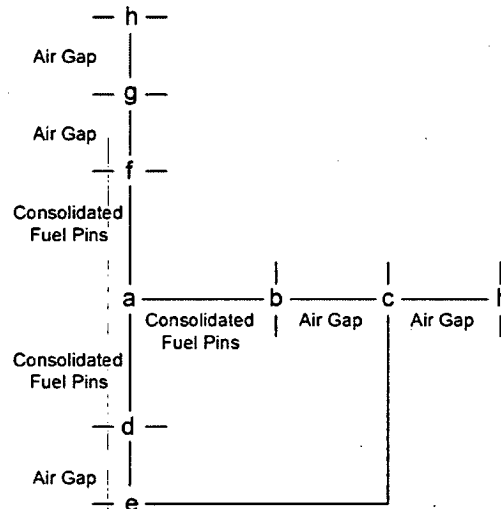 h
Air Gap
g
Air Gap
f
Consolidated
Fuel Pins
a
b
c
h
Consolidated
Fuel Pins
Air Gap
Air Gap
Consolidated
Fuel Pins
d
Air Gap
e